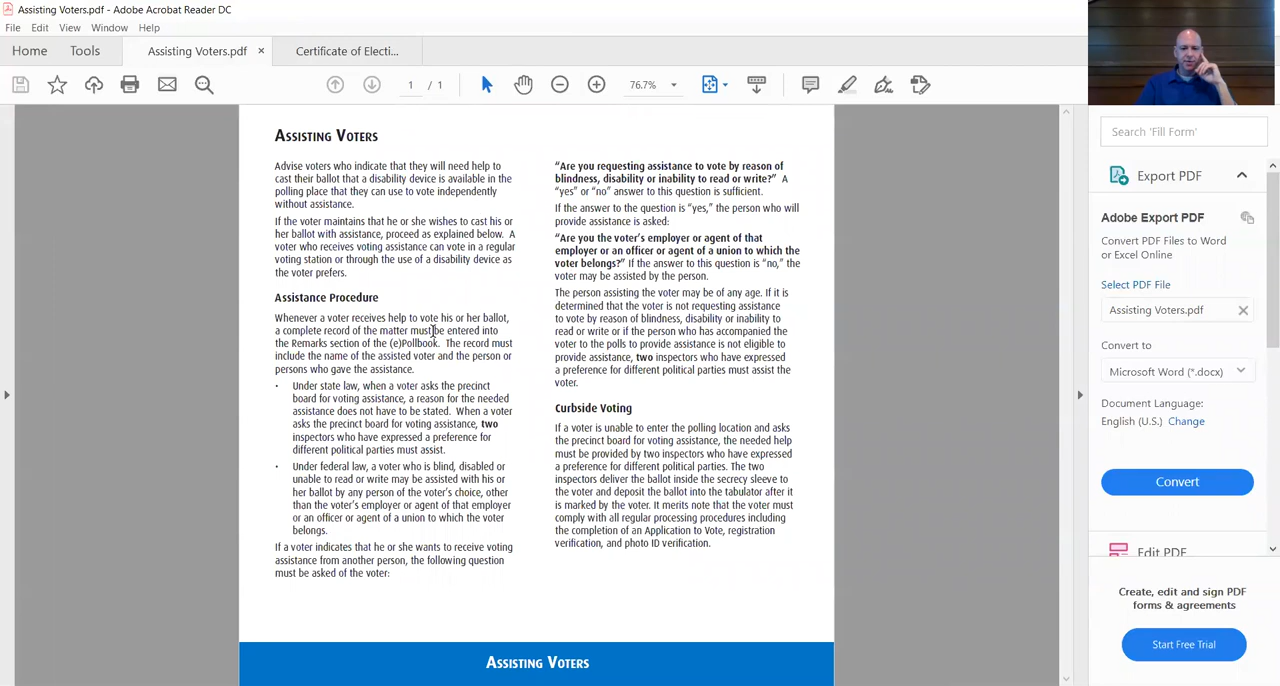 Assisting Voters.pdf - Adobe Acrobat Reader DC
File Edit View Window Help
Home Tools Assisting Voters.pdf × Certificate of Electi...
1 / 1 76.7%
ASSISTING VOTERS
Advise voters who indicate that they will need help to
cast their ballot that a disability device is available in the
polling place that they can use to vote independently
without assistance.
If the voter maintains that he or she wishes to cast his or
her ballot with assistance, proceed as explained below. A
voter who receives voting assistance can vote in a regular
voting station or through the use of a disability device as
the voter prefers.
Assistance Procedure
Whenever a voter receives help to vote his or her ballot,
a complete record of the matter must be entered into
the Remarks section of the (e)Pollbook. The record must
include the name of the assisted voter and the person or
persons who gave the assistance.
• Under state law, when a voter asks the precinct
board for voting assistance, a reason for the needed
assistance does not have to be stated. When a voter
asks the precinct board for voting assistance, two
inspectors who have expressed a preference for
different political parties must assist.
• Under federal law, a voter who is blind, disabled or
unable to read or write may be assisted with his or
her ballot by any person of the voter's choice, other
than the voter's employer or agent of that employer
or an officer or agent of a union to which the voter
belongs.
If a voter indicates that he or she wants to receive voting
assistance from another person, the following question
must be asked of the voter:
“Are you requesting assistance to vote by reason of
blindness, disability or inability to read or write?” A
“yes” or “no” answer to this question is sufficient.
If the answer to the question is “yes,” the person who will
provide assistance is asked:
“Are you the voter's employer or agent of that
employer or an officer or agent of a union to which the
voter belongs?” If the answer to this question is “no,” the
voter may be assisted by the person.
The person assisting the voter may be of any age. If it is
determined that the voter is not requesting assistance
to vote by reason of blindness, disability or inability to
read or write or if the person who has accompanied the
voter to the polls to provide assistance is not eligible to
provide assistance, two inspectors who have expressed
a preference for different political parties must assist the
voter.
Curbside Voting
If a voter is unable to enter the polling location and asks
the precinct board for voting assistance, the needed help
must be provided by two inspectors who have expressed
a preference for different political parties. The two
inspectors deliver the ballot inside the secrecy sleeve to
the voter and deposit the ballot into the tabulator after it
is marked by the voter. It merits note that the voter must
comply with all regular processing procedures including
the completion of an Application to Vote, registration
verification, and photo ID verification.
ASSISTING VOTERS
Search 'Fill Form'
Export PDF
Adobe Export PDF
Convert PDF Files to Word
or Excel Online
Select PDF File
Assisting Voters.pdf
Convert to
Microsoft Word (*.docx)
Document Language:
English (U.S.) Change
Convert
Edit PDF
Create, edit and sign PDF
forms & agreements
Start Free Trial